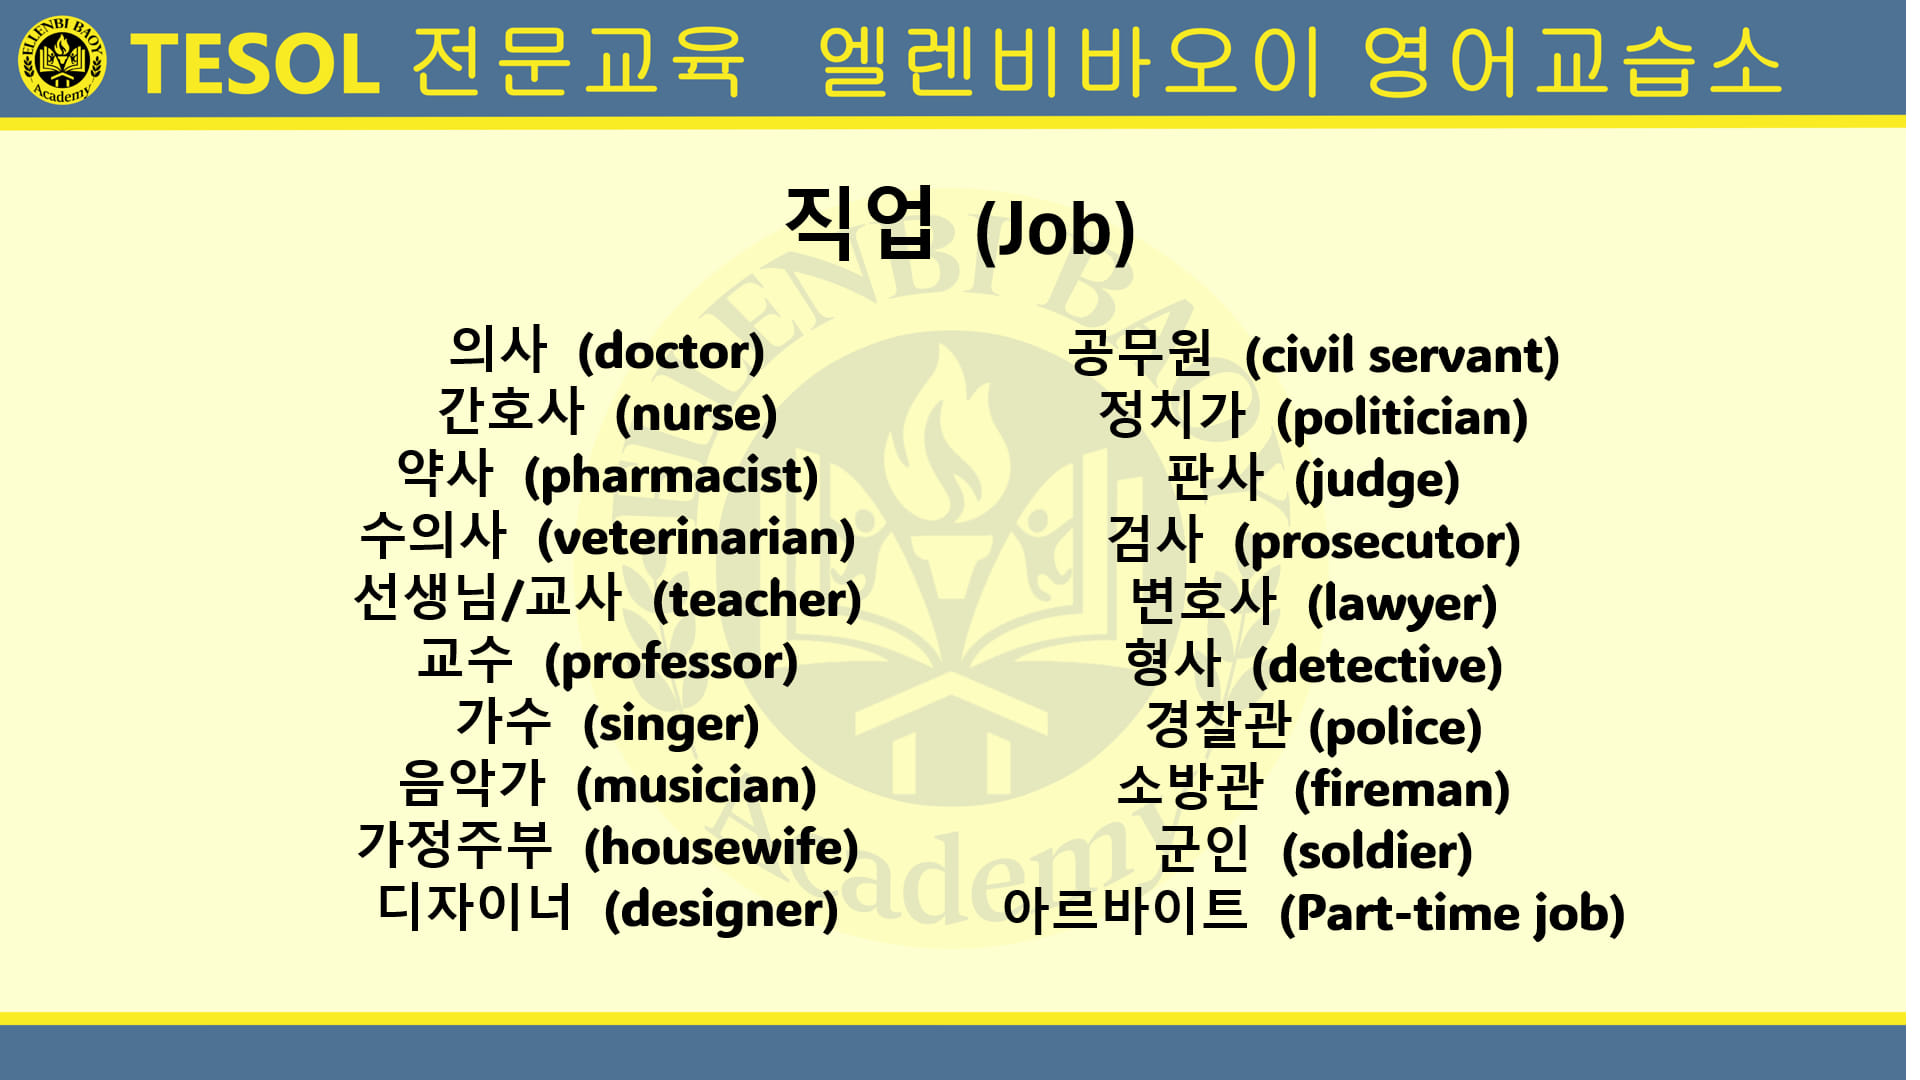 ELLENBI BAOY
Academy
TESOL 전문교육 엘렌비바오이 영어교습소
직업 (Job)
의사 (doctor)
간호사 (nurse)
약사 (pharmacist)
수의사 (veterinarian)
선생님/교사 (teacher)
교수 (professor)
가수 (singer)
음악가 (musician)
가정주부 (housewife)
디자이너 (designer)
공무원 (civil servant)
정치가 (politician)
판사 (judge)
검사 (prosecutor)
변호사 (lawyer)
형사 (detective)
경찰관 (police)
소방관 (fireman)
군인 (soldier)
아르바이트 (Part-time job)
ELLENBI BAOY
Academy